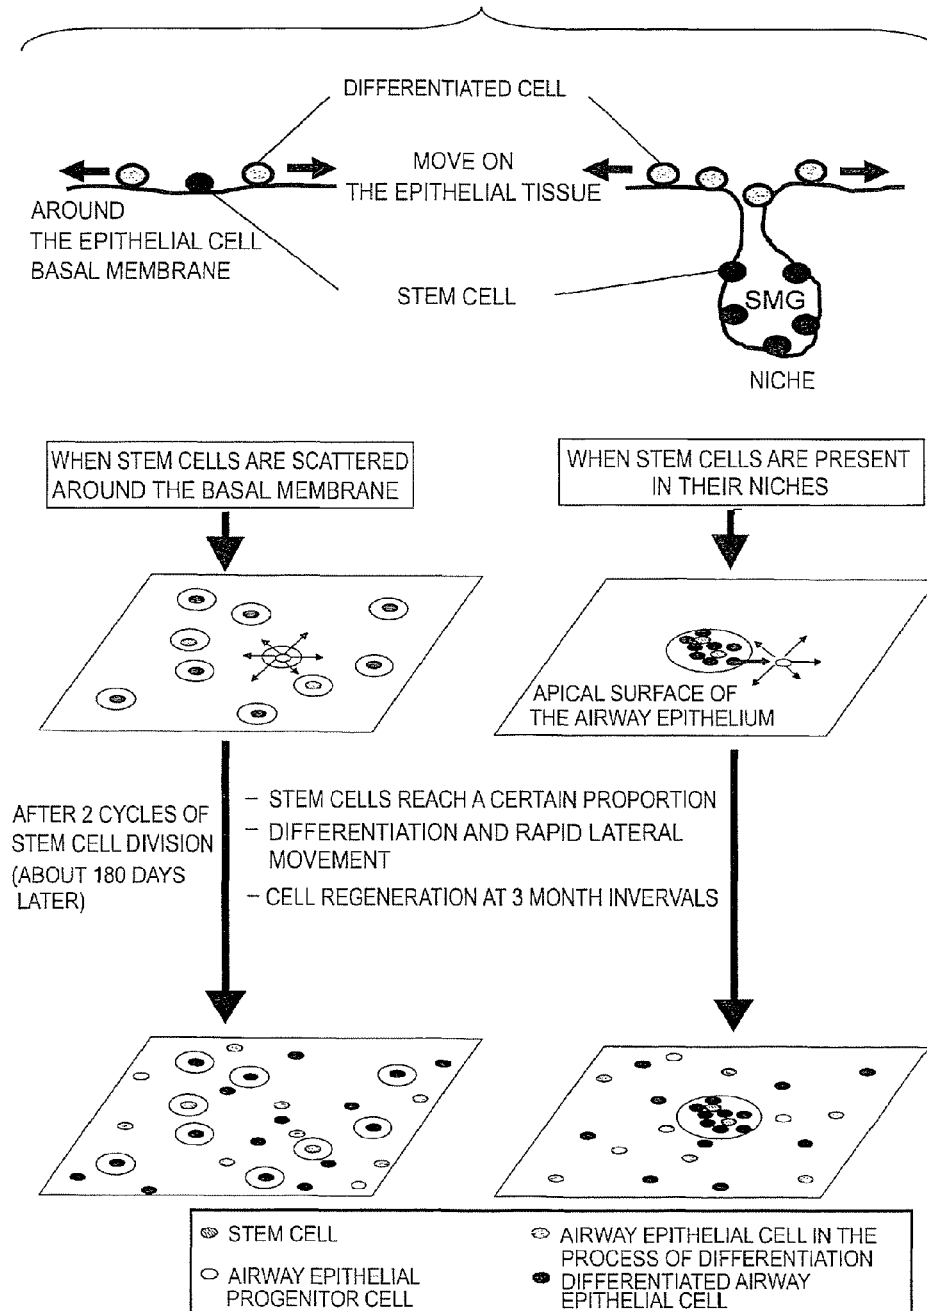 DIFFERENTIATED CELL
MOVE ON
THE EPITHELIAL TISSUE
AROUND
THE EPITHELIAL CELL
BASAL MEMBRANE
STEM CELL
SMG
NICHE
WHEN STEM CELLS ARE SCATTERED
AROUND THE BASAL MEMBRANE
WHEN STEM CELLS ARE PRESENT
IN THEIR NICHES
APICAL SURFACE OF
THE AIRWAY EPITHELIUM
AFTER 2 CYCLES OF
STEM CELL DIVISION
(ABOUT 180 DAYS
LATER)
– STEM CELLS REACH A CERTAIN PROPORTION
– DIFFERENTIATION AND RAPID LATERAL
MOVEMENT
– CELL REGENERATION AT 3 MONTH INVERVALS
STEM CELL
AIRWAY EPITHELIAL
PROGENITOR CELL
AIRWAY EPITHELIAL CELL IN THE
PROCESS OF DIFFERENTIATION
DIFFERENTIATED AIRWAY
EPITHELIAL CELL